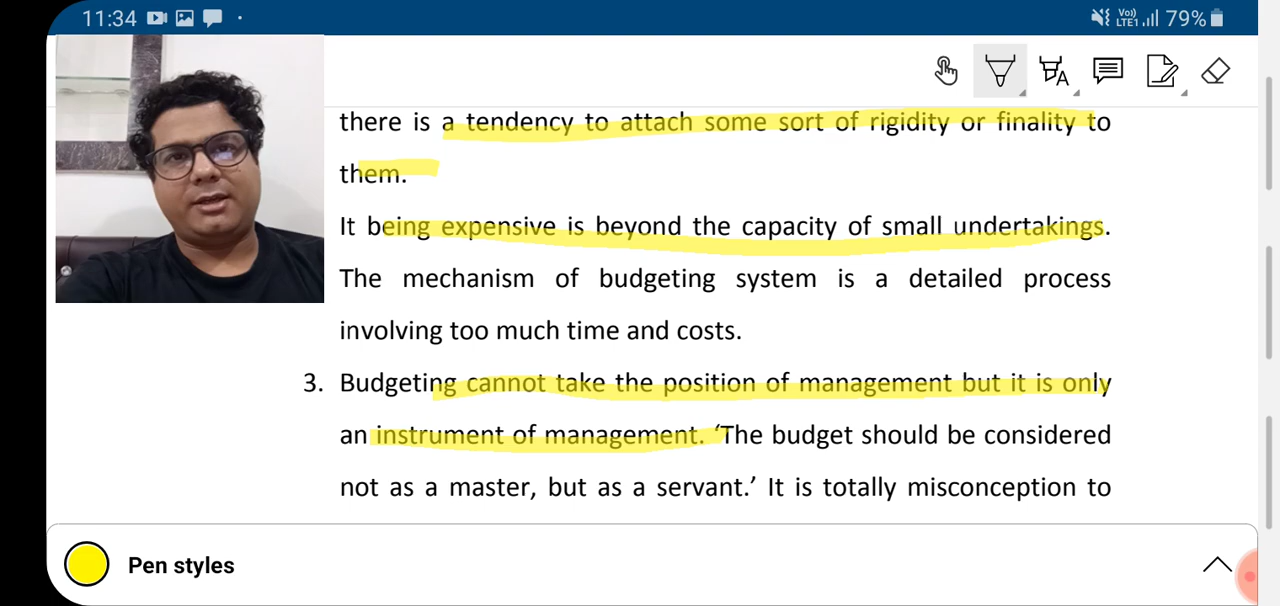 11:34
Vo)) LTE1 79%
there is a tendency to attach some sort of rigidity or finality to
them.
It being expensive is beyond the capacity of small undertakings.
The mechanism of budgeting system is a detailed process
involving too much time and costs.
3. Budgeting cannot take the position of management but it is only
an instrument of management. ‘The budget should be considered
not as a master, but as a servant.’ It is totally misconception to
Pen styles